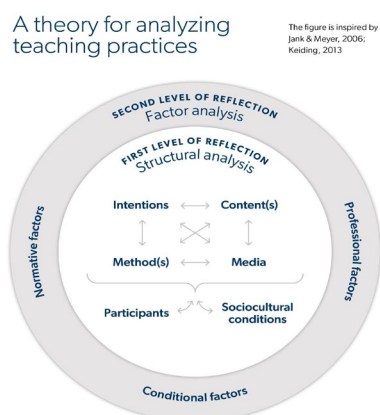 A theory for analyzing
teaching practices
The figure is inspired by
Jank & Meyer, 2006;
Keiding, 2013
SECOND LEVEL OF REFLECTION
Factor analysis
FIRST LEVEL OF REFLECTION
Structural analysis
Intentions
Content(s)
Method(s)
Media
Participants
Sociocultural
conditions
Normative factors
Professional factors
Conditional factors